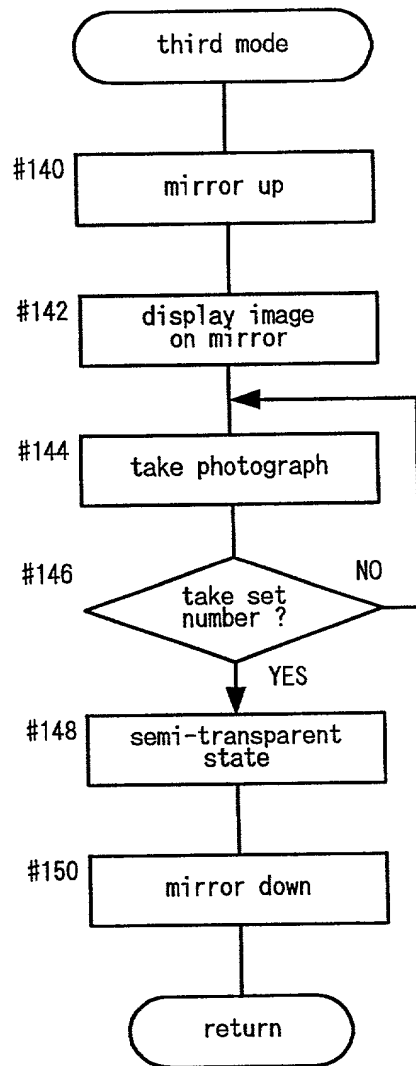 third mode
#140
mirror up
#142
display image
on mirror
#144
take photograph
#146
take set
number ?
NO
YES
#148
semi-transparent
state
#150
mirror down
return